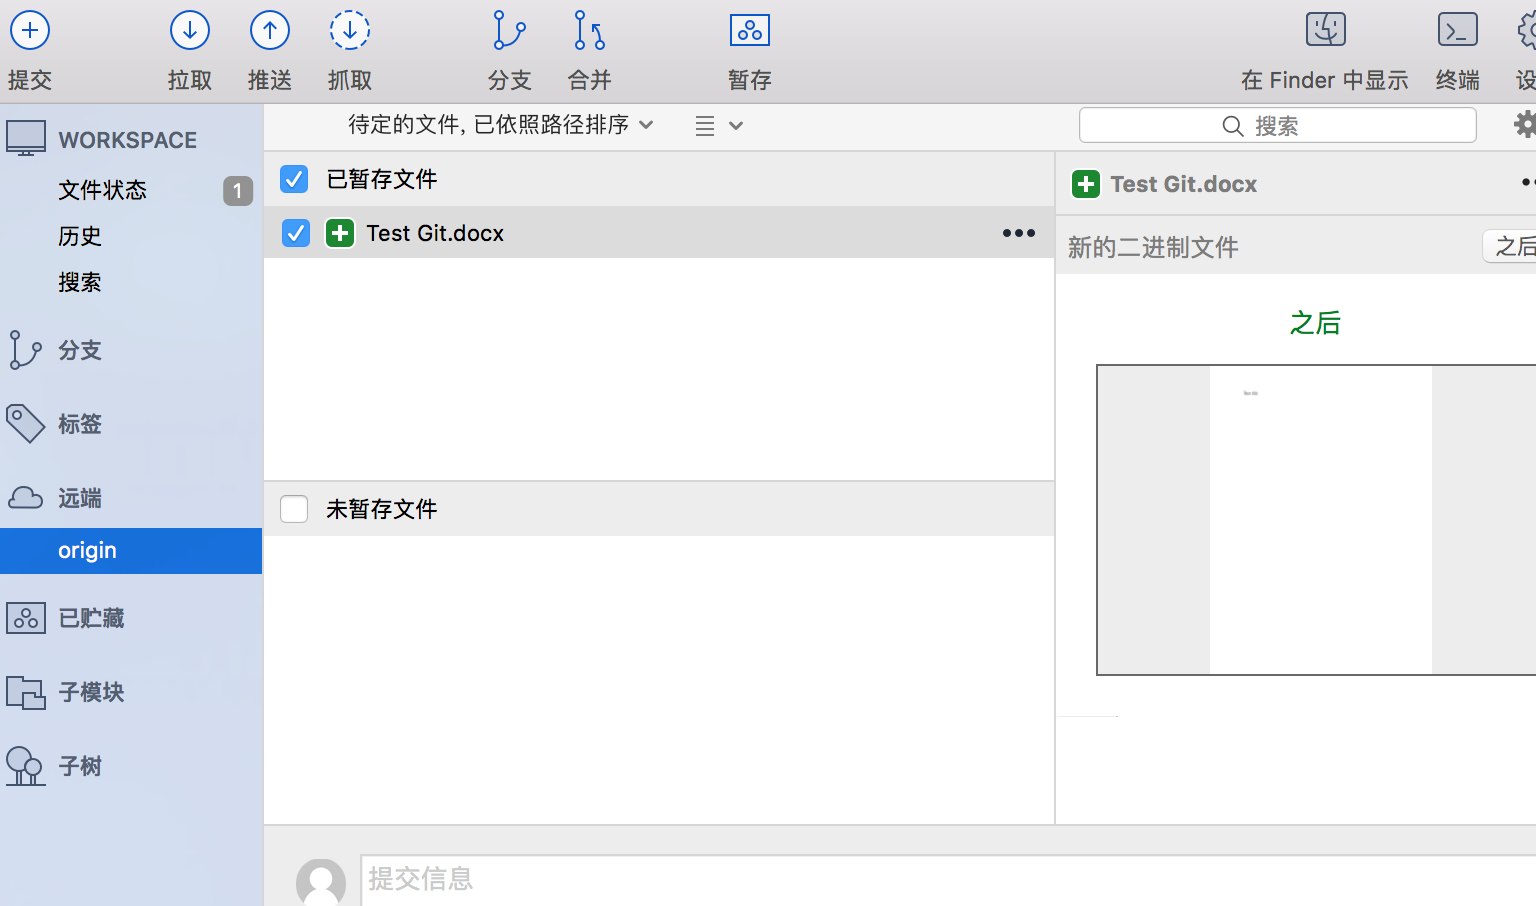 提交
拉取
推送
抓取
分支
合并
暂存
在 Finder 中显示
终端
WORKSPACE
文件状态
1
历史
搜索
分支
标签
远端
origin
已贮藏
子模块
子树
待定的文件, 已依照路径排序
搜索
已暂存文件
Test Git.docx
未暂存文件
Test Git.docx
新的二进制文件
之后
之后
提交信息